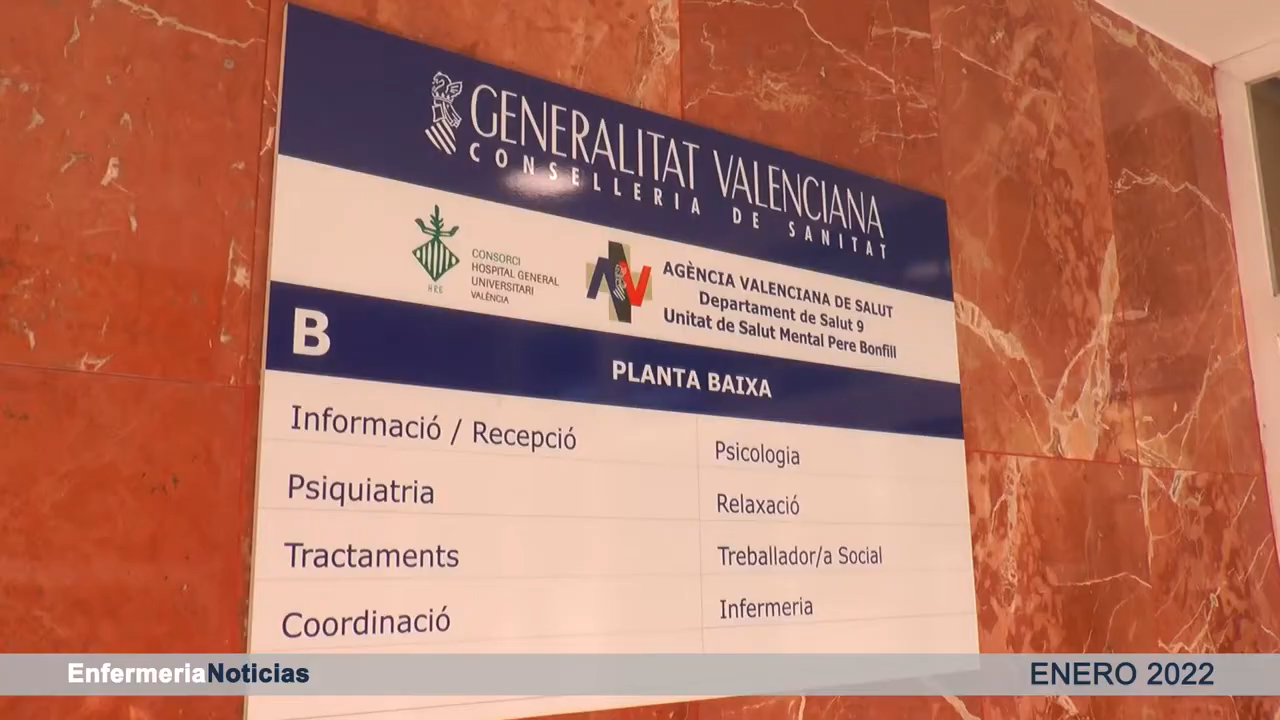 GENERALITAT VALENCIANA
CONSELLERIA DE SANITAT
HGE
CONSORCI
HOSPITAL GENERAL
UNIVERSITARI
VALÈNCIA
AV
AGÈNCIA VALENCIANA DE SALUT
Departament de Salut 9
Unitat de Salut Mental Pere Bonfill
B
PLANTA BAIXA
Informació / Recepció
Psiquiatria
Tractaments
Coordinació
Psicologia
Relaxació
Treballador/a Social
Infermeria
EnfermeriaNoticias
ENERO 2022